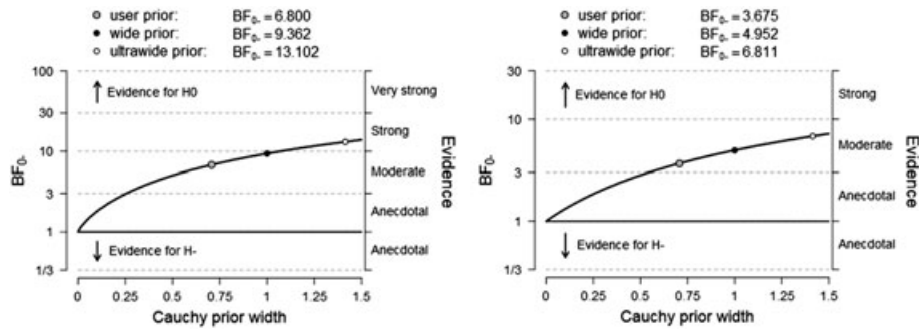 user prior: BF0- = 6.800
wide prior: BF0- = 9.362
ultrawide prior: BF0- = 13.102
100
30
10
3
1
1/3
BF0-
Evidence for H0
Evidence for H-
Very strong
Strong
Moderate
Anecdotal
Anecdotal
Evidence
0 0.25 0.5 0.75 1 1.25 1.5
Cauchy prior width
user prior: BF0- = 3.675
wide prior: BF0- = 4.952
ultrawide prior: BF0- = 6.811
30
10
3
1
1/3
BF0-
Evidence for H0
Evidence for H-
Strong
Moderate
Anecdotal
Anecdotal
Evidence
0 0.25 0.5 0.75 1 1.25 1.5
Cauchy prior width